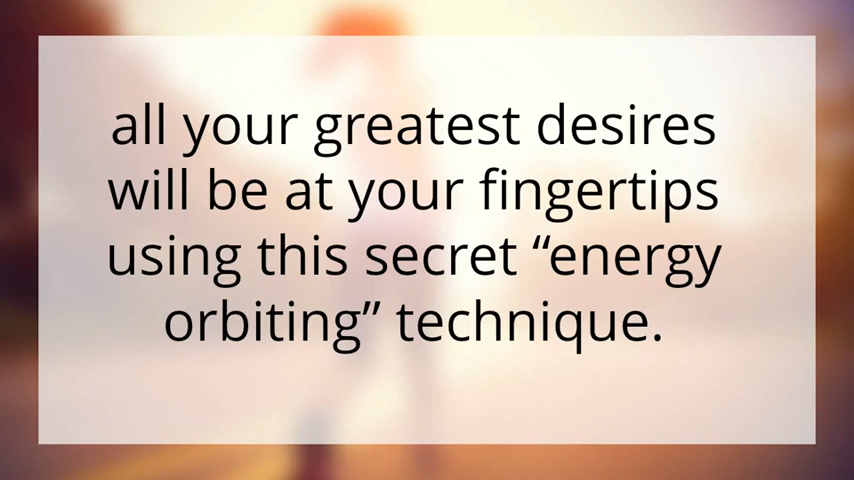 all your greatest desires
will be at your fingertips
using this secret “energy
orbiting” technique.